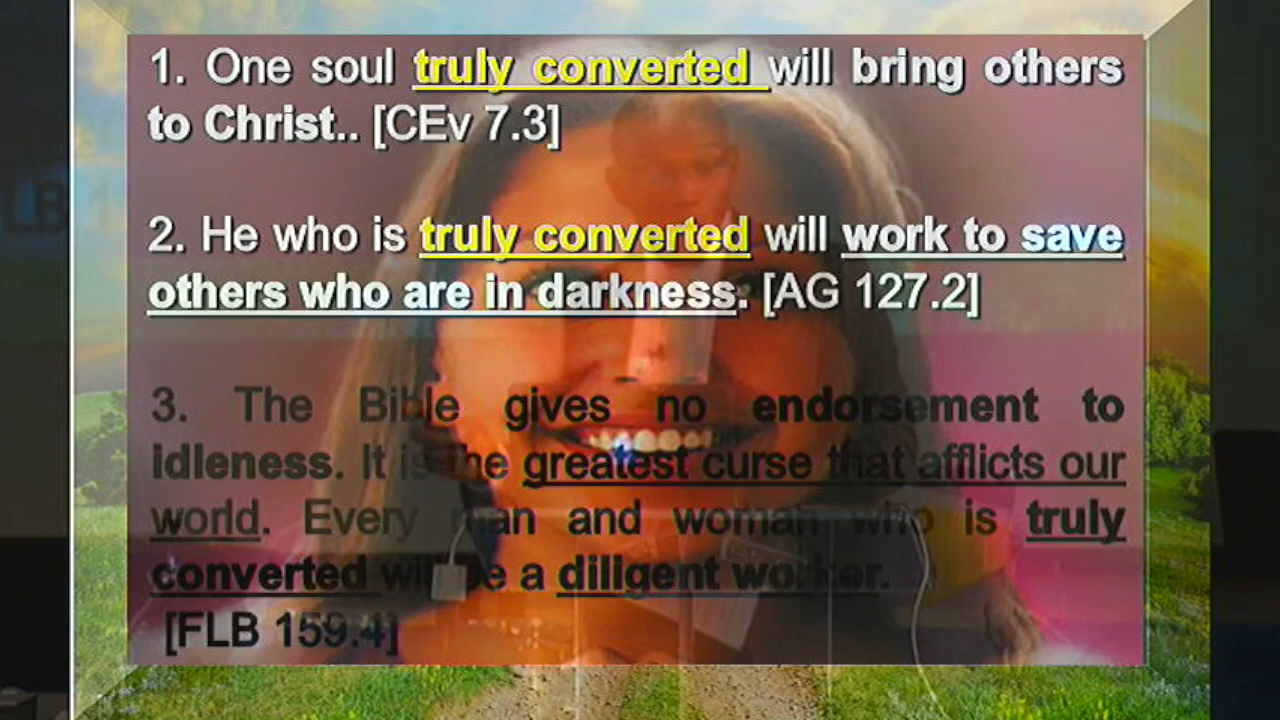 1. One soul truly converted will bring others
to Christ.. [CEv 7.3]
2. He who is truly converted will work to save
others who are in darkness. [AG 127.2]
3. The Bible gives no endorsement to
idleness. It is the greatest curse that afflicts our
world. Every man and woman who is truly
converted will be a diligent worker.
[FLB 159.4]